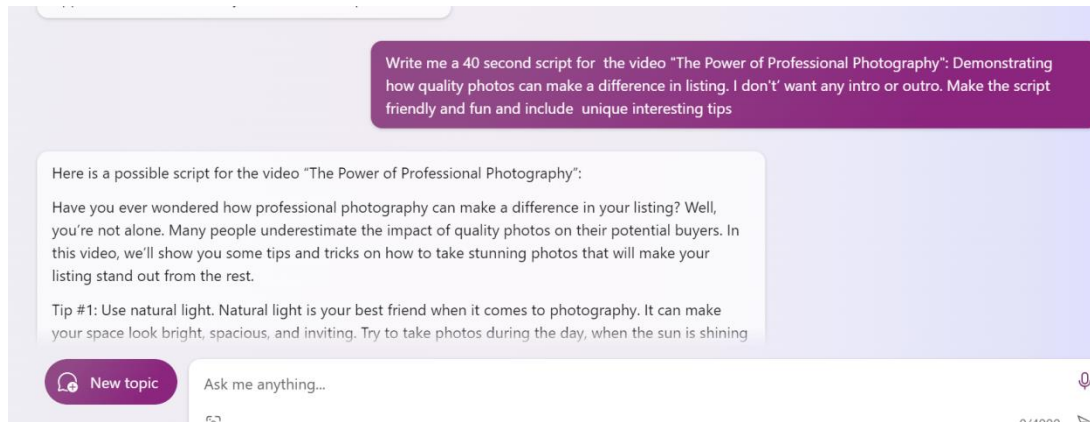 Write me a 40 second script for the video "The Power of Professional Photography": Demonstrating
how quality photos can make a difference in listing. I don't' want any intro or outro. Make the script
friendly and fun and include unique interesting tips
Here is a possible script for the video “The Power of Professional Photography”:
Have you ever wondered how professional photography can make a difference in your listing? Well,
you’re not alone. Many people underestimate the impact of quality photos on their potential buyers. In
this video, we’ll show you some tips and tricks on how to take stunning photos that will make your
listing stand out from the rest.
Tip #1: Use natural light. Natural light is your best friend when it comes to photography. It can make
your space look bright, spacious, and inviting. Try to take photos during the day, when the sun is shining
New topic
Ask me anything...